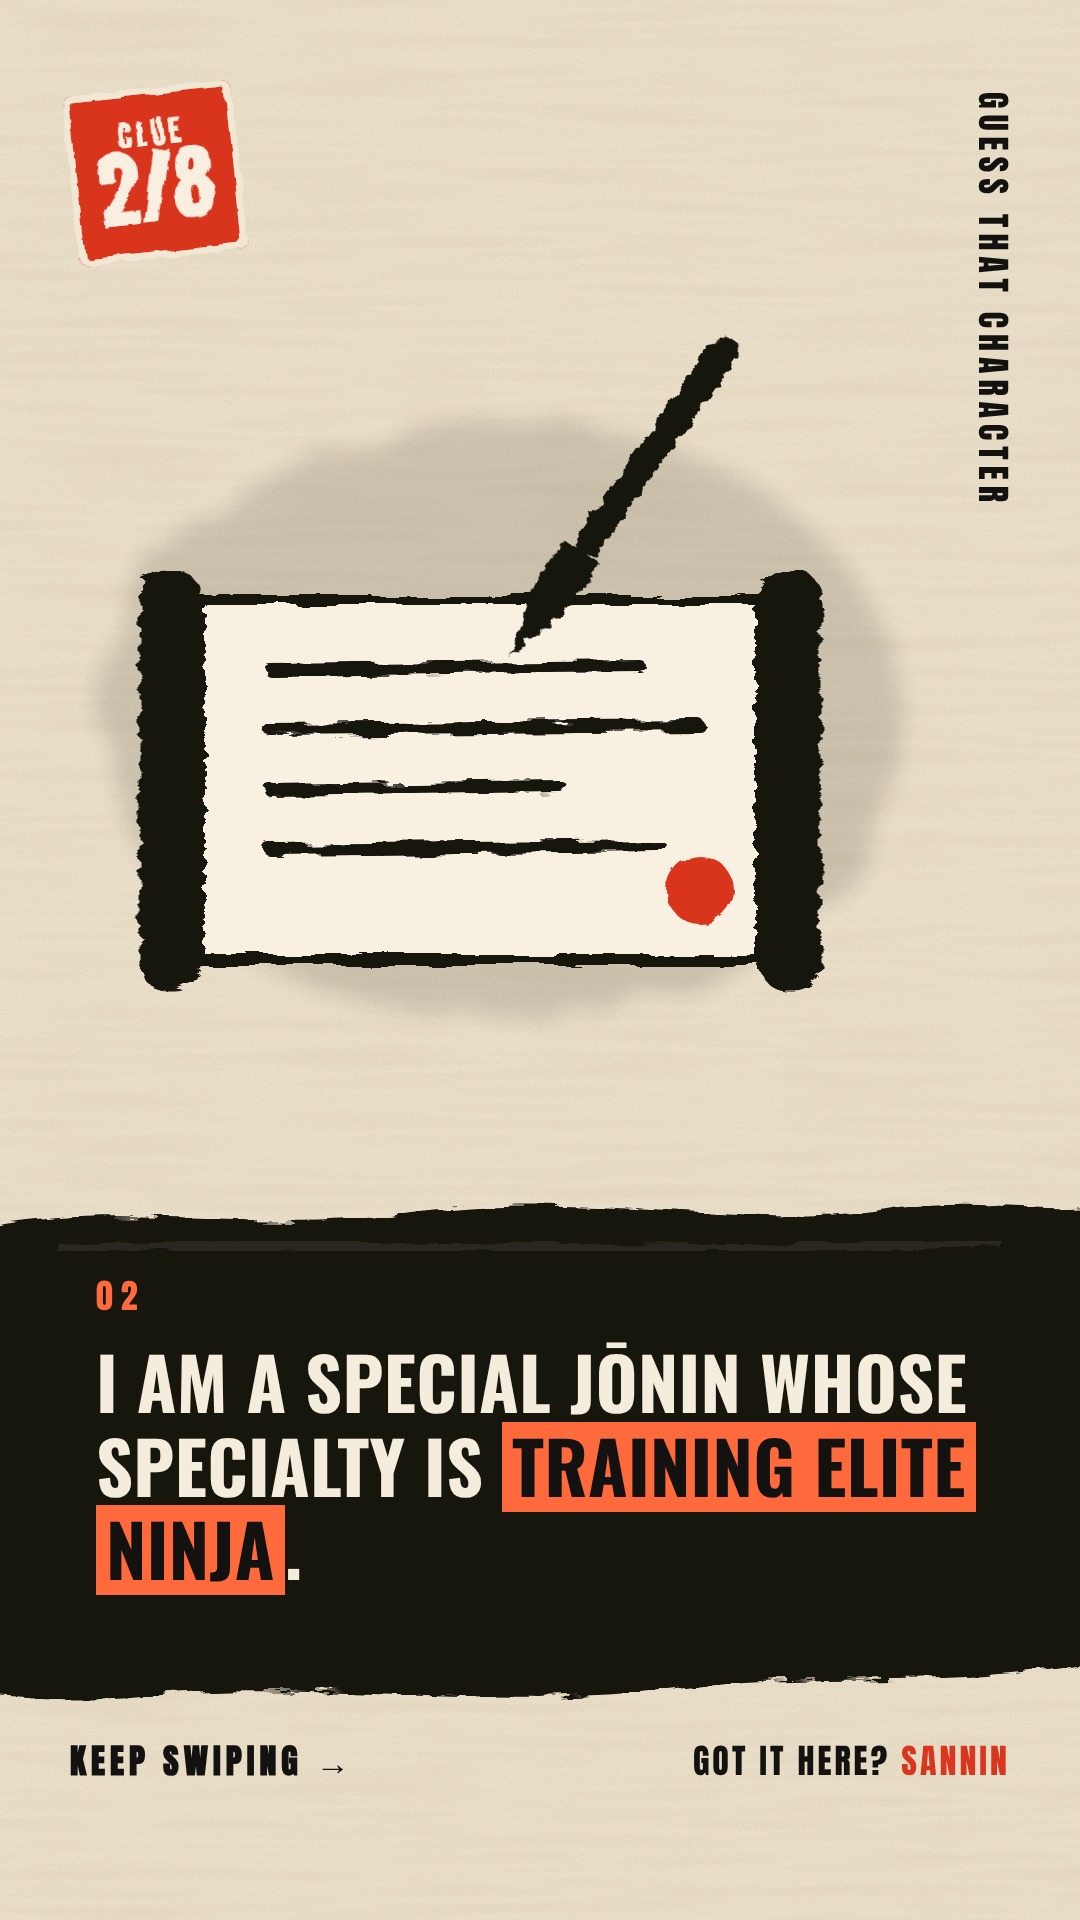 CLUE
2/8
GUESS THAT CHARACTER
02
I AM A SPECIAL JŌNIN WHOSE
SPECIALTY IS TRAINING ELITE
NINJA.
KEEP SWIPING →
GOT IT HERE? SANNIN